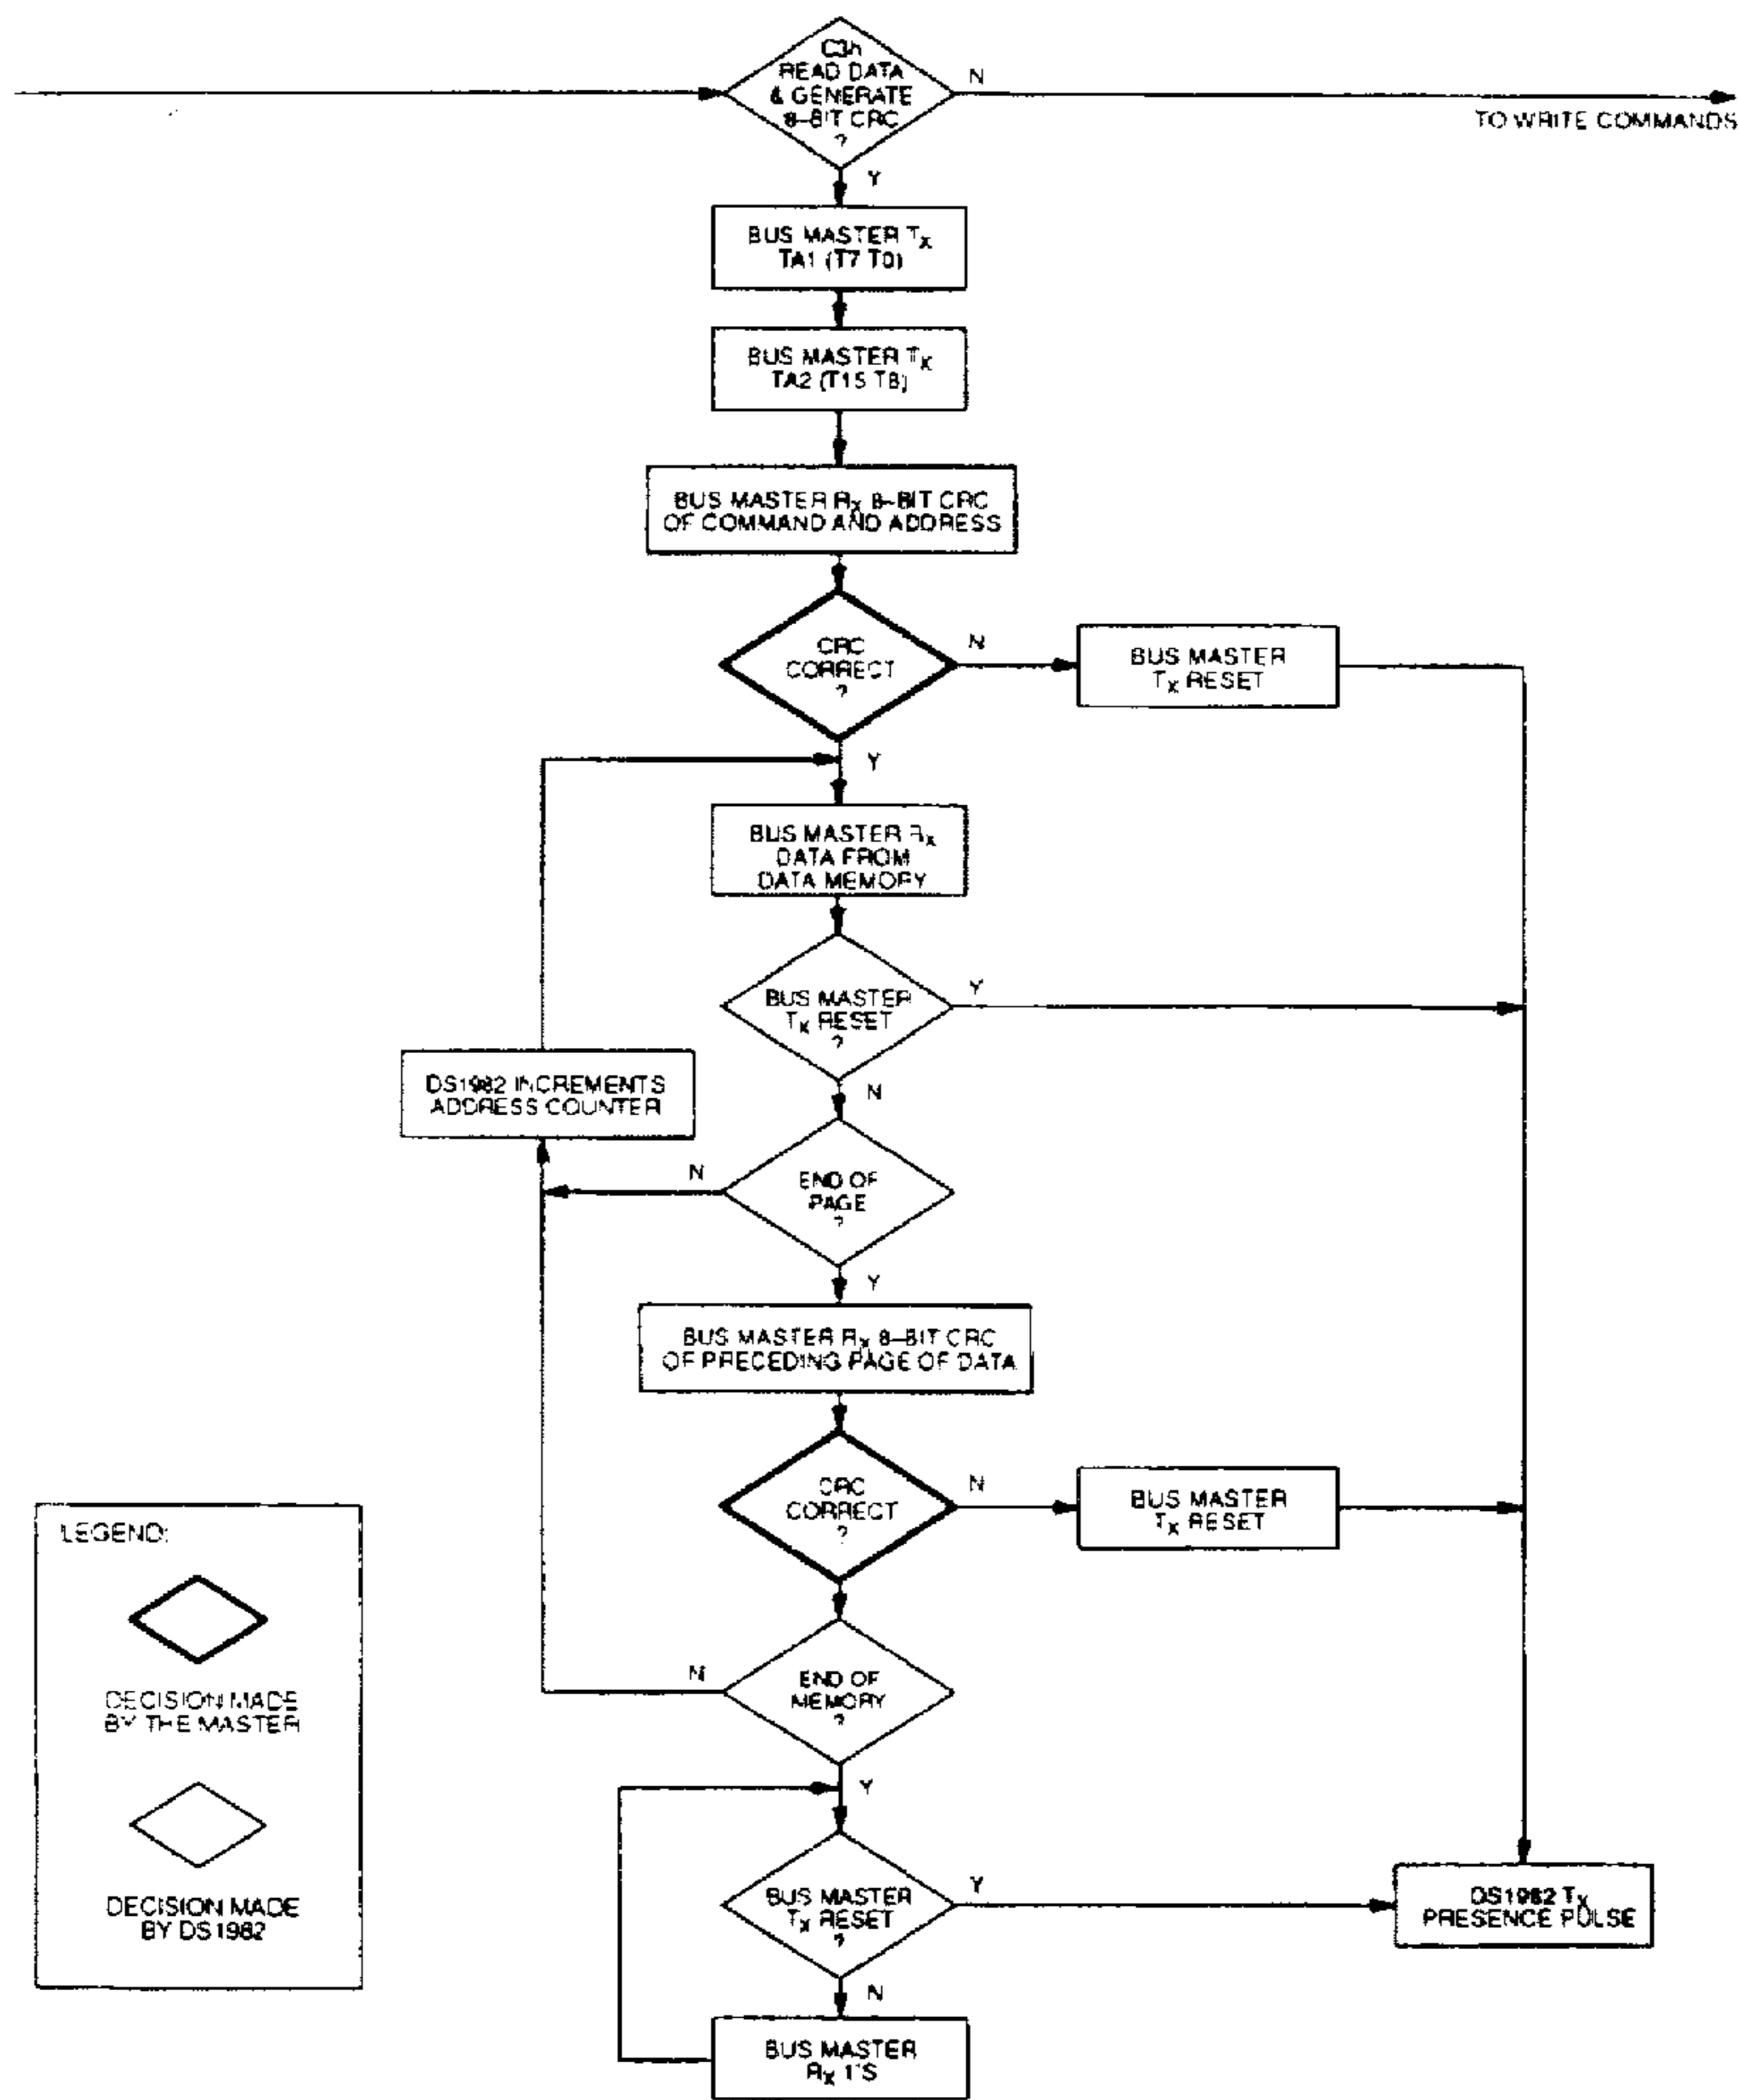 C3h
READ DATA
& GENERATE
8–BIT CRC
?
N
TO WRITE COMMANDS
Y
BUS MASTER TX
TA1 (T7 T0)
BUS MASTER TX
TA2 (T15 T8)
BUS MASTER RX 8–BIT CRC
OF COMMAND AND ADDRESS
CRC
CORRECT
?
N
BUS MASTER
TX RESET
Y
BUS MASTER RX
DATA FROM
DATA MEMORY
BUS MASTER
TX RESET
?
Y
N
DS1982 INCREMENTS
ADDRESS COUNTER
END OF
PAGE
?
N
Y
BUS MASTER RX 8–BIT CRC
OF PRECEDING PAGE OF DATA
CRC
CORRECT
?
N
BUS MASTER
TX RESET
LEGEND:
DECISION MADE
BY THE MASTER
DECISION MADE
BY DS1982
END OF
MEMORY
?
N
Y
BUS MASTER
TX RESET
?
Y
DS1982 TX
PRESENCE PULSE
N
BUS MASTER
RX 1'S